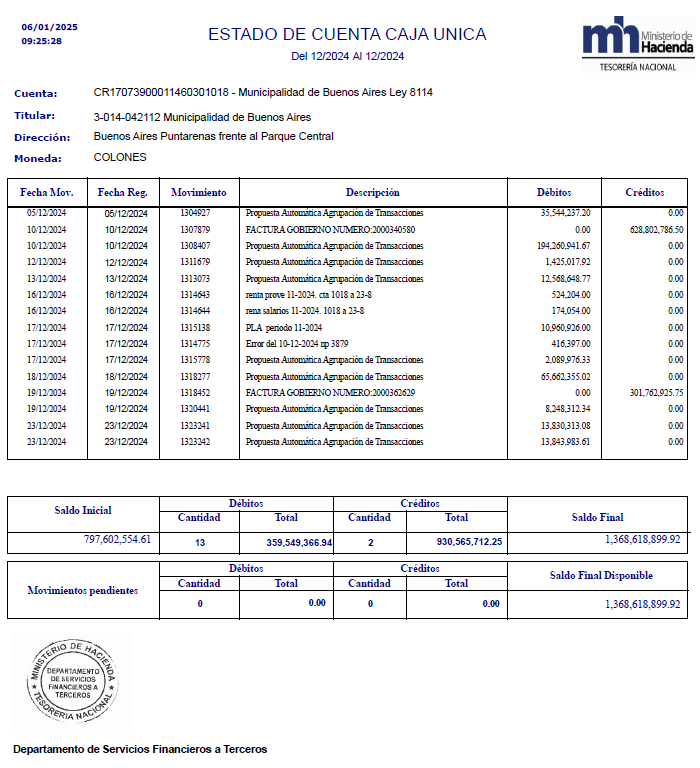 06/01/2025
09:25:28
ESTADO DE CUENTA CAJA UNICA
Del 12/2024 Al 12/2024
mh Ministerio de Hacienda
TESORERÍA NACIONAL
Cuenta: CR17073900011460301018 - Municipalidad de Buenos Aires Ley 8114
Titular: 3-014-042112 Municipalidad de Buenos Aires
Dirección: Buenos Aires Puntarenas frente al Parque Central
Moneda: COLONES
Fecha Mov. Fecha Reg. Movimiento Descripción Débitos Créditos
05/12/2024 05/12/2024 1304927 Propuesta Automática Agrupación de Transacciones 35,544,237.20 0.00
10/12/2024 10/12/2024 1307879 FACTURA GOBIERNO NUMERO:2000340580 0.00 628,802,786.50
10/12/2024 10/12/2024 1308407 Propuesta Automática Agrupación de Transacciones 194,260,941.67 0.00
12/12/2024 12/12/2024 1311679 Propuesta Automática Agrupación de Transacciones 1,425,017.92 0.00
13/12/2024 13/12/2024 1313073 Propuesta Automática Agrupación de Transacciones 12,568,648.77 0.00
16/12/2024 16/12/2024 1314643 renta prove 11-2024. cta 1018 a 23-8 524,204.00 0.00
16/12/2024 16/12/2024 1314644 rena salarios 11-2024. 1018 a 23-8 174,054.00 0.00
17/12/2024 17/12/2024 1315138 PLA periodo 11-2024 10,960,926.00 0.00
17/12/2024 17/12/2024 1314775 Error del 10-12-2024 np 3879 416,397.00 0.00
17/12/2024 17/12/2024 1315778 Propuesta Automática Agrupación de Transacciones 2,089,976.33 0.00
18/12/2024 18/12/2024 1318277 Propuesta Automática Agrupación de Transacciones 65,662,355.02 0.00
19/12/2024 19/12/2024 1318452 FACTURA GOBIERNO NUMERO:2000362629 0.00 301,762,925.75
19/12/2024 19/12/2024 1320441 Propuesta Automática Agrupación de Transacciones 8,248,312.34 0.00
23/12/2024 23/12/2024 1323241 Propuesta Automática Agrupación de Transacciones 13,830,313.08 0.00
23/12/2024 23/12/2024 1323242 Propuesta Automática Agrupación de Transacciones 13,843,983.61 0.00
Saldo Inicial Débitos Créditos Saldo Final
Cantidad Total Cantidad Total
797,602,554.61 13 359,549,366.94 2 930,565,712.25 1,368,618,899.92
Movimientos pendientes Débitos Créditos Saldo Final Disponible
Cantidad Total Cantidad Total
0 0.00 0 0.00 1,368,618,899.92
MINISTERIO DE HACIENDA
DEPARTAMENTO
DE SERVICIOS
FINANCIEROS A
TERCEROS
TESORERIA NACIONAL
Departamento de Servicios Financieros a Terceros